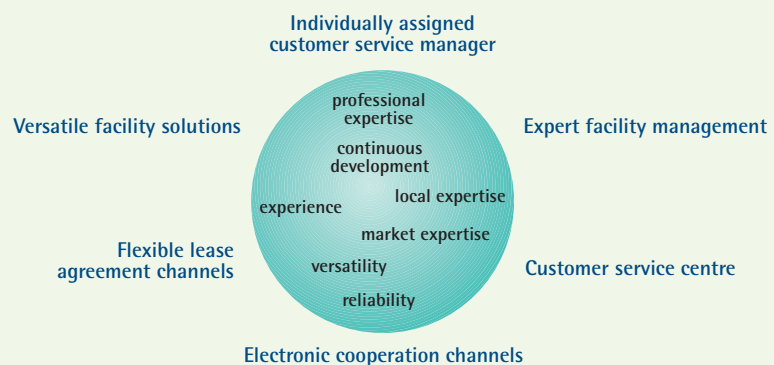 Individually assigned
customer service manager
professional
expertise
Versatile facility solutions
Expert facility management
continuous
development
local expertise
experience
market expertise
Flexible lease
agreement channels
versatility
Customer service centre
reliability
Electronic cooperation channels